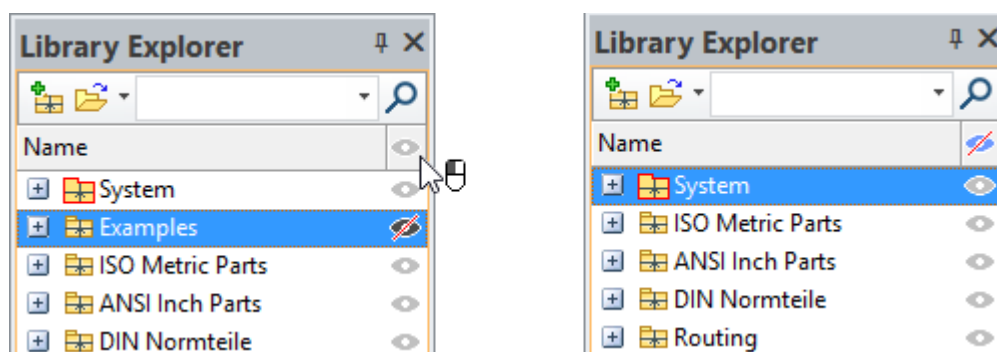 Library Explorer
Name
System
Examples
ISO Metric Parts
ANSI Inch Parts
DIN Normteile
Library Explorer
Name
System
ISO Metric Parts
ANSI Inch Parts
DIN Normteile
Routing